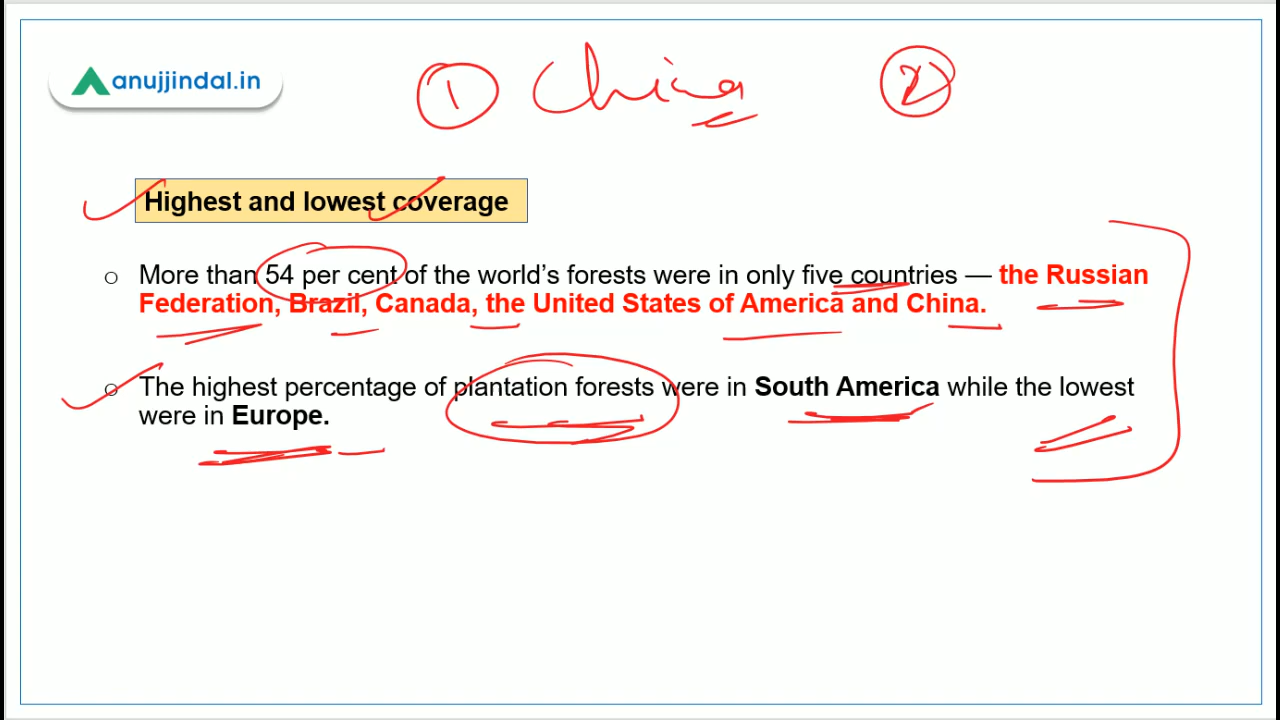 anujjindal.in
① China ②
Highest and lowest coverage
o More than 54 per cent of the world’s forests were in only five countries — the Russian
Federation, Brazil, Canada, the United States of America and China.
o The highest percentage of plantation forests were in South America while the lowest
were in Europe.